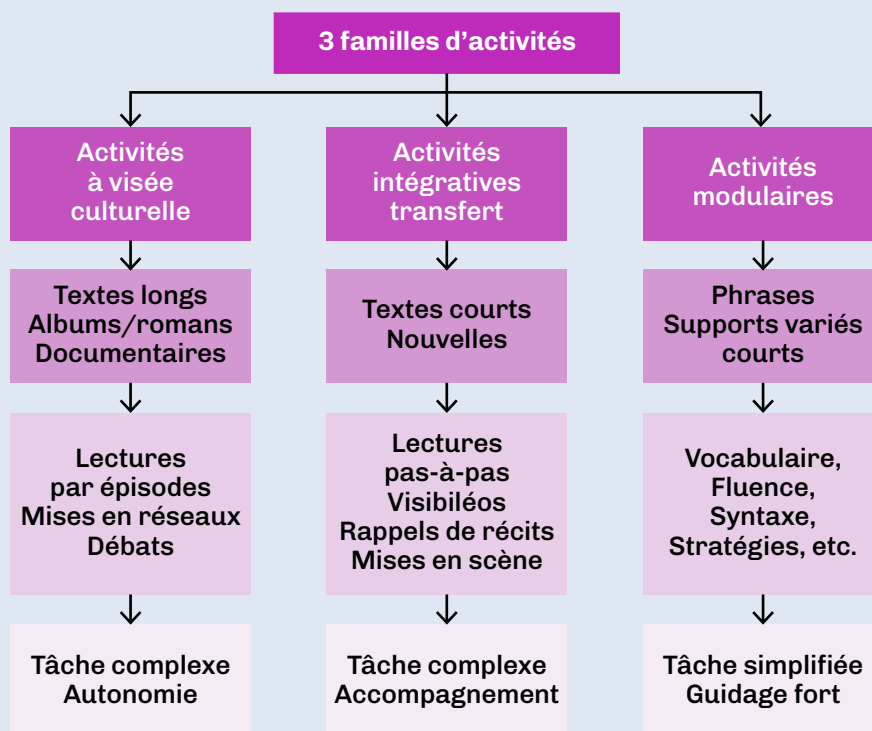 3 familles d’activités
Activités
à visée
culturelle
Textes longs
Albums/romans
Documentaires
Lectures
par épisodes
Mises en réseaux
Débats
Tâche complexe
Autonomie
Activités
intégratives
transfert
Textes courts
Nouvelles
Lectures
pas-à-pas
Visibiléos
Rappels de récits
Mises en scène
Tâche complexe
Accompagnement
Activités
modulaires
Phrases
Supports variés
courts
Vocabulaire,
Fluence,
Syntaxe,
Stratégies, etc.
Tâche simplifiée
Guidage fort